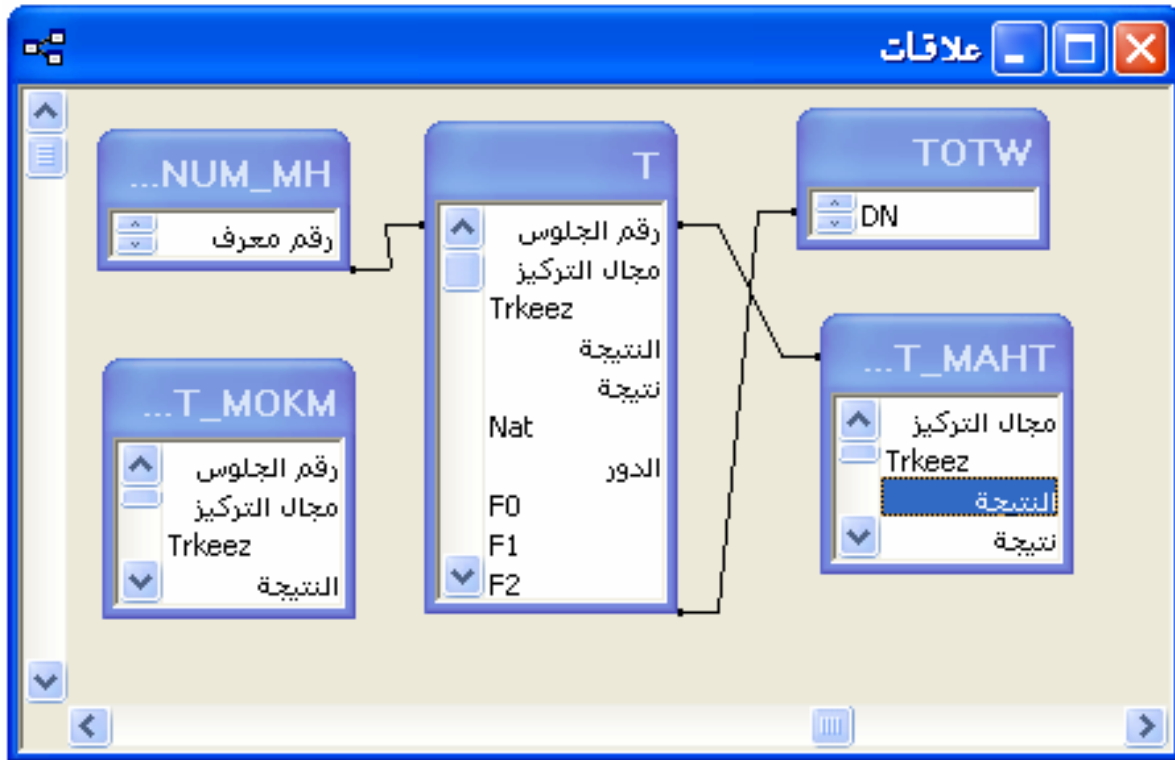 علاقات
NUM_MH...
رقم معرف
T
رقم الجلوس
مجال التركيز
Trkeez
النتيجة
نتيجة
Nat
الدور
F0
F1
F2
TOTW
DN
T_MOKM...
رقم الجلوس
مجال التركيز
Trkeez
النتيجة
T_MAHT...
مجال التركيز
Trkeez
النتيجة
نتيجة